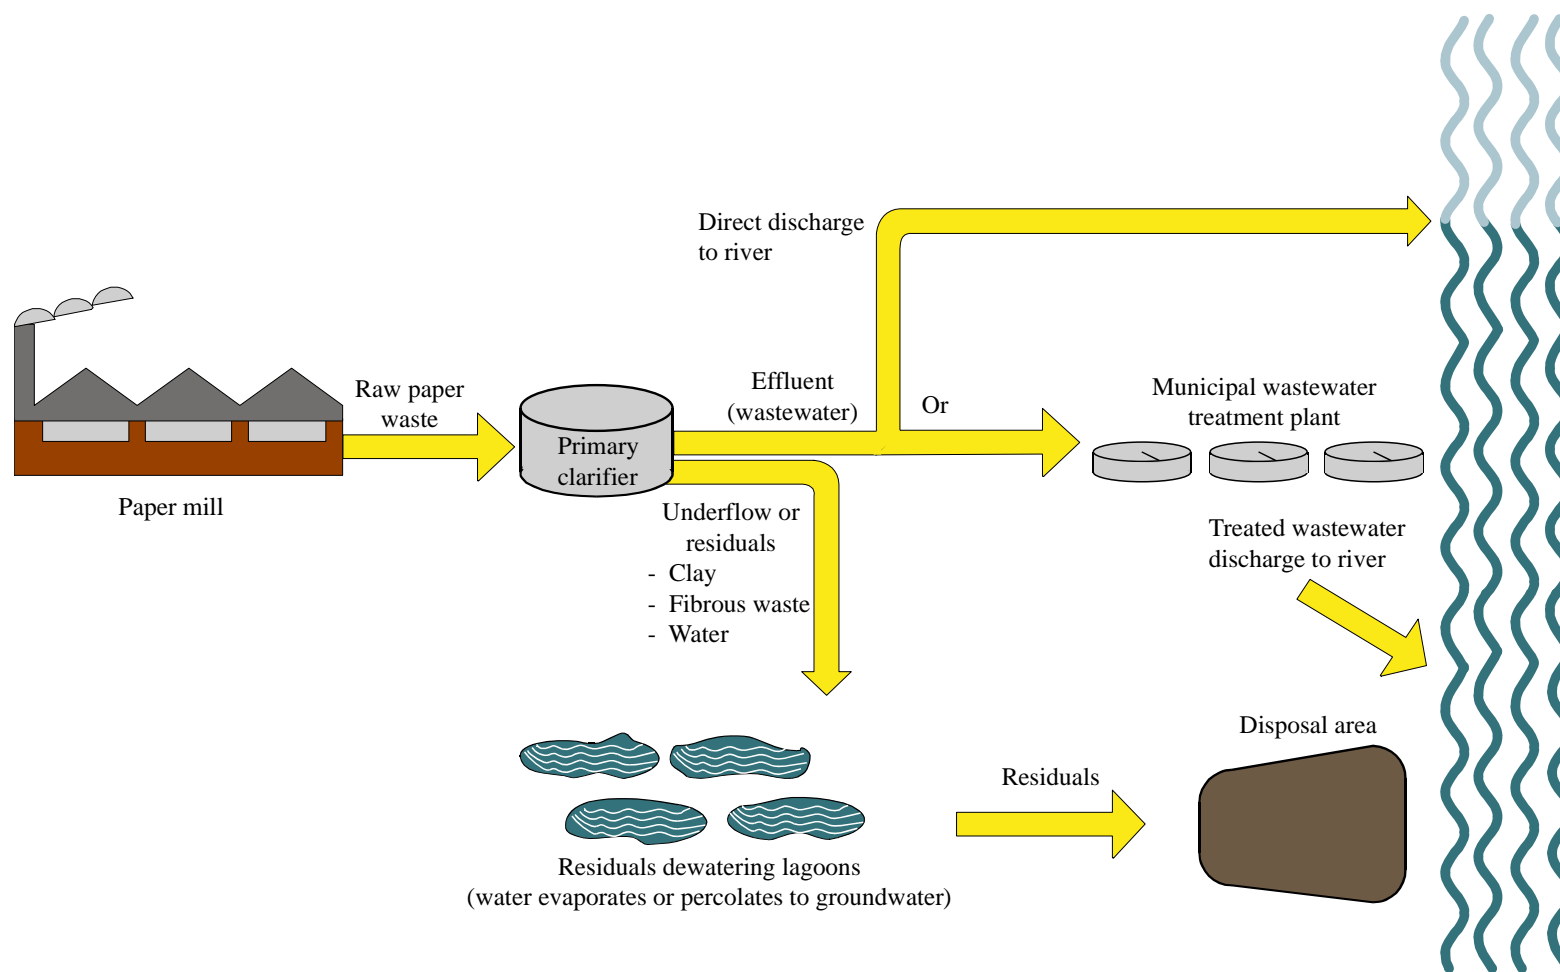 Direct discharge
to river
Raw paper
waste
Effluent
(wastewater)
Or
Municipal wastewater
treatment plant
Primary
clarifier
Paper mill
Underflow or
residuals
- Clay
- Fibrous waste
- Water
Treated wastewater
discharge to river
Disposal area
Residuals
Residuals dewatering lagoons
(water evaporates or percolates to groundwater)